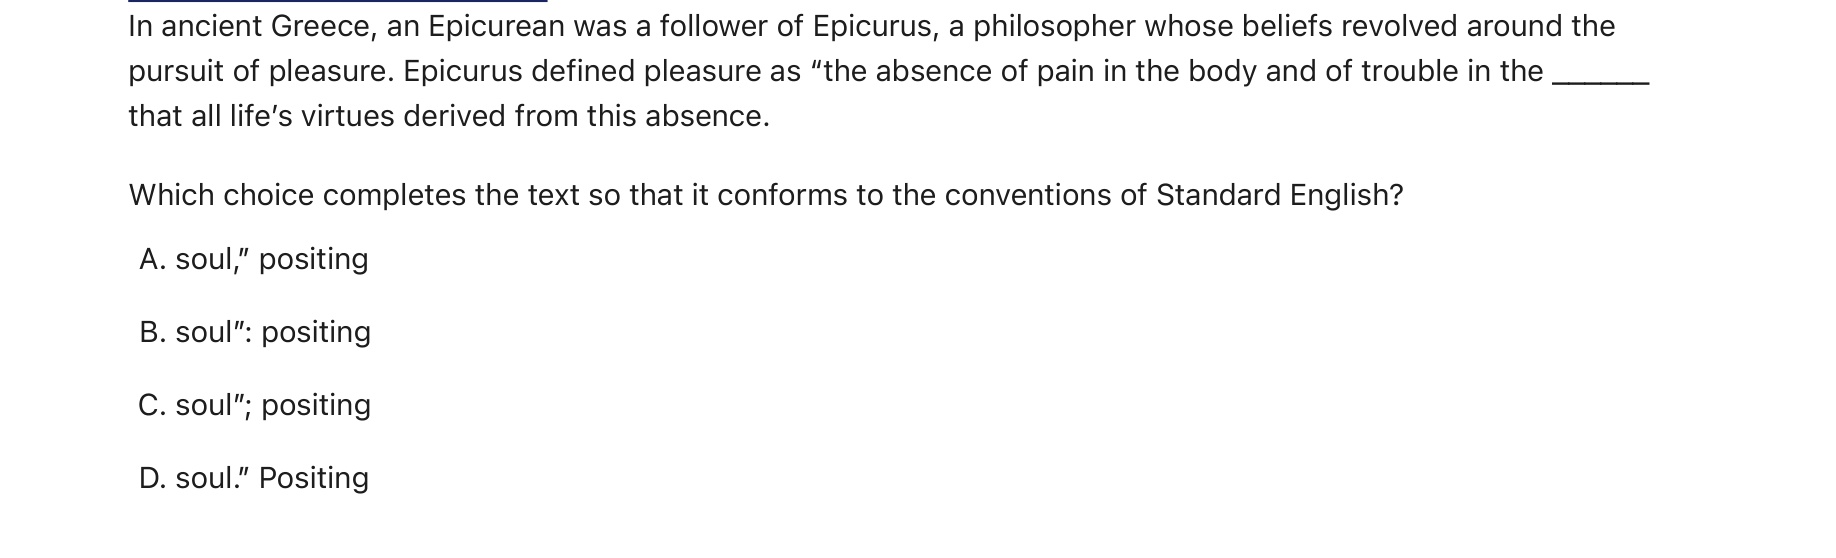 In ancient Greece, an Epicurean was a follower of Epicurus, a philosopher whose beliefs revolved around the
pursuit of pleasure. Epicurus defined pleasure as “the absence of pain in the body and of trouble in the ______
that all life’s virtues derived from this absence.
Which choice completes the text so that it conforms to the conventions of Standard English?
A. soul,” positing
B. soul”: positing
C. soul”; positing
D. soul.” Positing